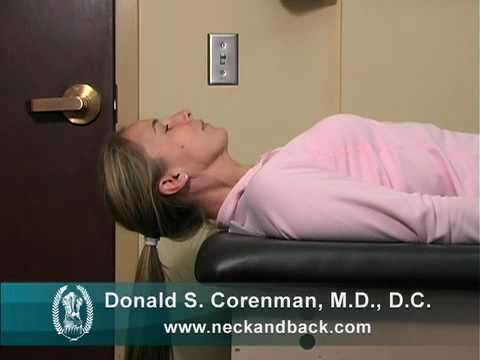 Donald S. Corenman, M.D., D.C.
www.neckandback.com